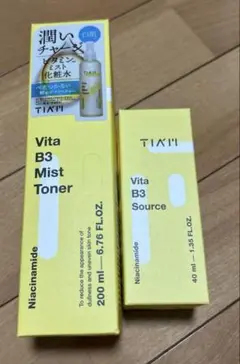 潤い
チャージ
ビタミン
ミスト
化粧水
Vita
B3
Mist
Toner
Niacinamide
To reduce the appearance of
dullness and uneven skin tone
200 ml — 6.76 FL.OZ.
TIA'M
Vita
B3
Source
Niacinamide
40 ml — 1.35 FL.OZ.